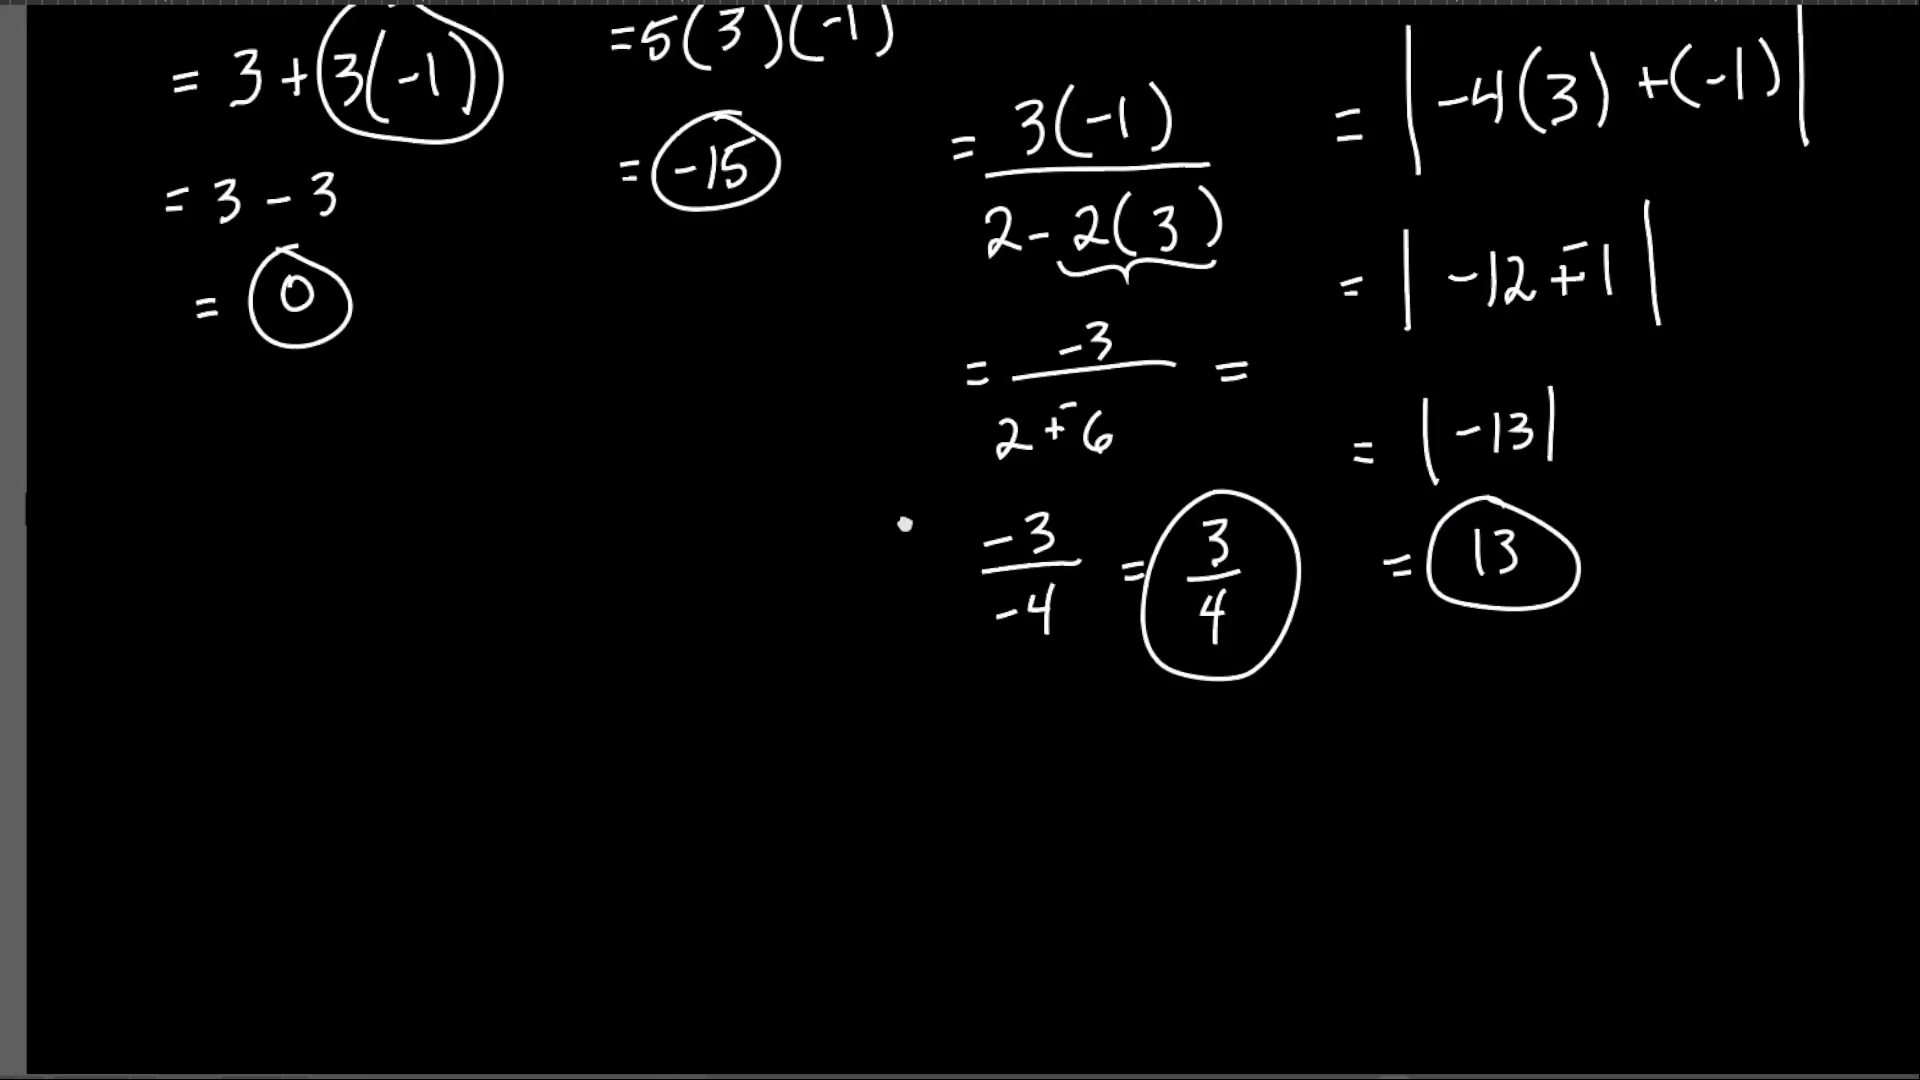 = 3 + 3(-1)
= 3 - 3
= 0
= 5(3)(-1)
= -15
= 3(-1)
2 - 2(3)
= -3 =
2 + -6
-3 = 3
-4 4
= |-4(3) + (-1)|
= |-12 + -1|
= |-13|
= 13